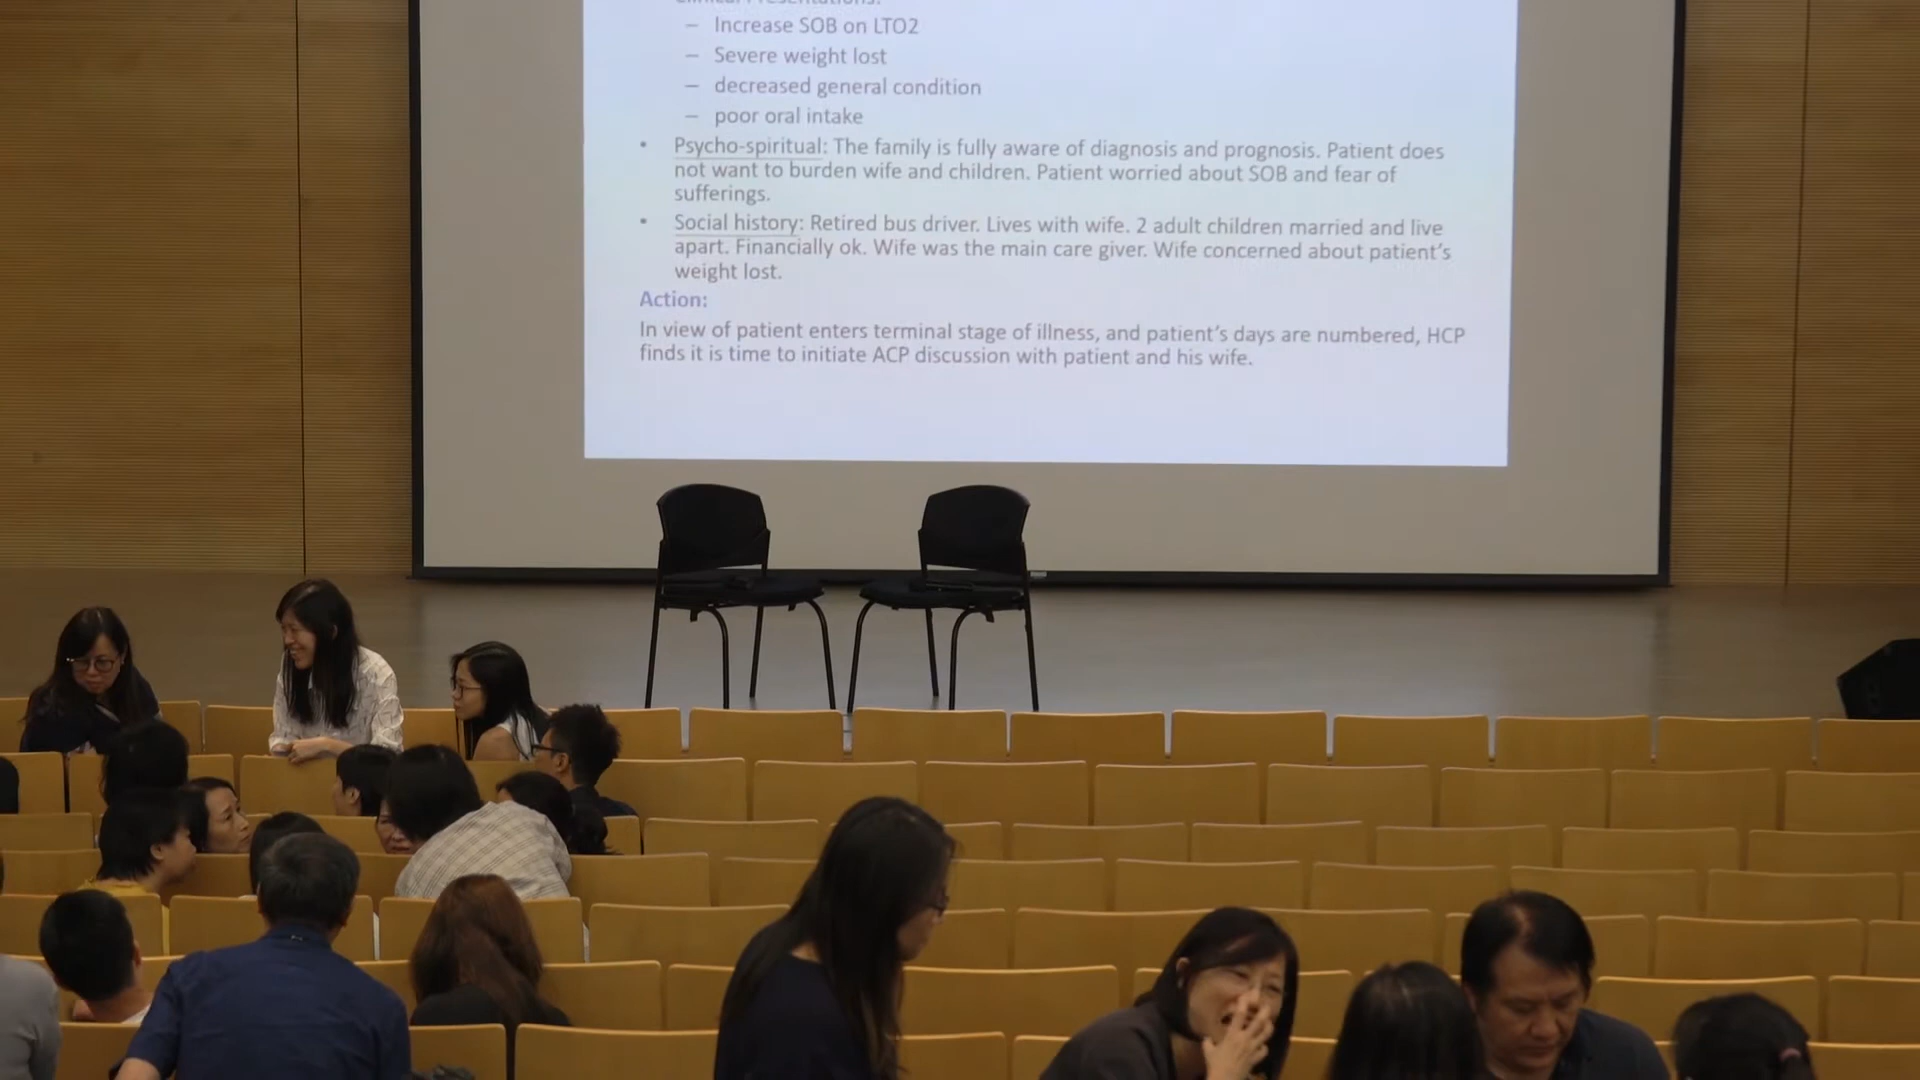 Clinical Presentations:
– Increase SOB on LTO2
– Severe weight lost
– decreased general condition
– poor oral intake
• Psycho-spiritual: The family is fully aware of diagnosis and prognosis. Patient does
not want to burden wife and children. Patient worried about SOB and fear of
sufferings.
• Social history: Retired bus driver. Lives with wife. 2 adult children married and live
apart. Financially ok. Wife was the main care giver. Wife concerned about patient's
weight lost.
Action:
In view of patient enters terminal stage of illness, and patient's days are numbered, HCP
finds it is time to initiate ACP discussion with patient and his wife.